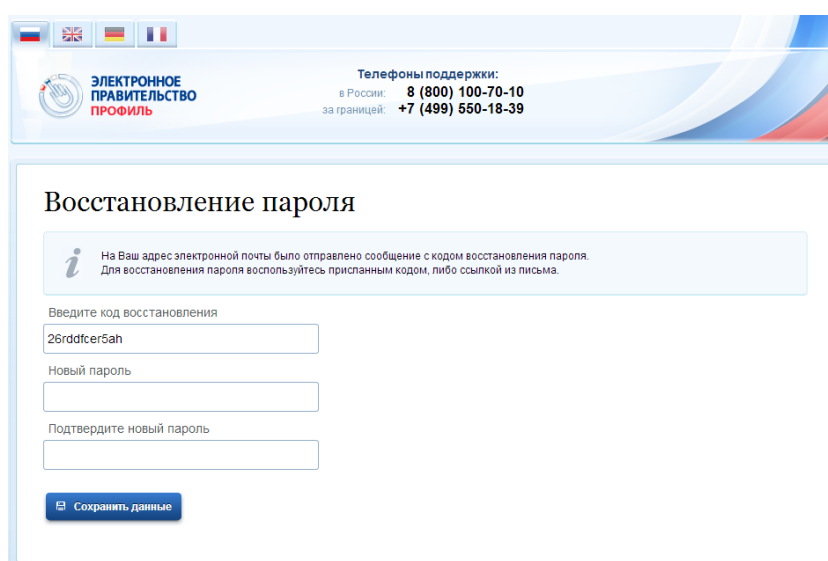 ЭЛЕКТРОННОЕ
ПРАВИТЕЛЬСТВО
ПРОФИЛЬ
Телефоны поддержки:
в России: 8 (800) 100-70-10
за границей: +7 (499) 550-18-39
Восстановление пароля
На Ваш адрес электронной почты было отправлено сообщение с кодом восстановления пароля.
Для восстановления пароля воспользуйтесь присланным кодом, либо ссылкой из письма.
Введите код восстановления
26rddfcer5ah
Новый пароль
Подтвердите новый пароль
Сохранить данные